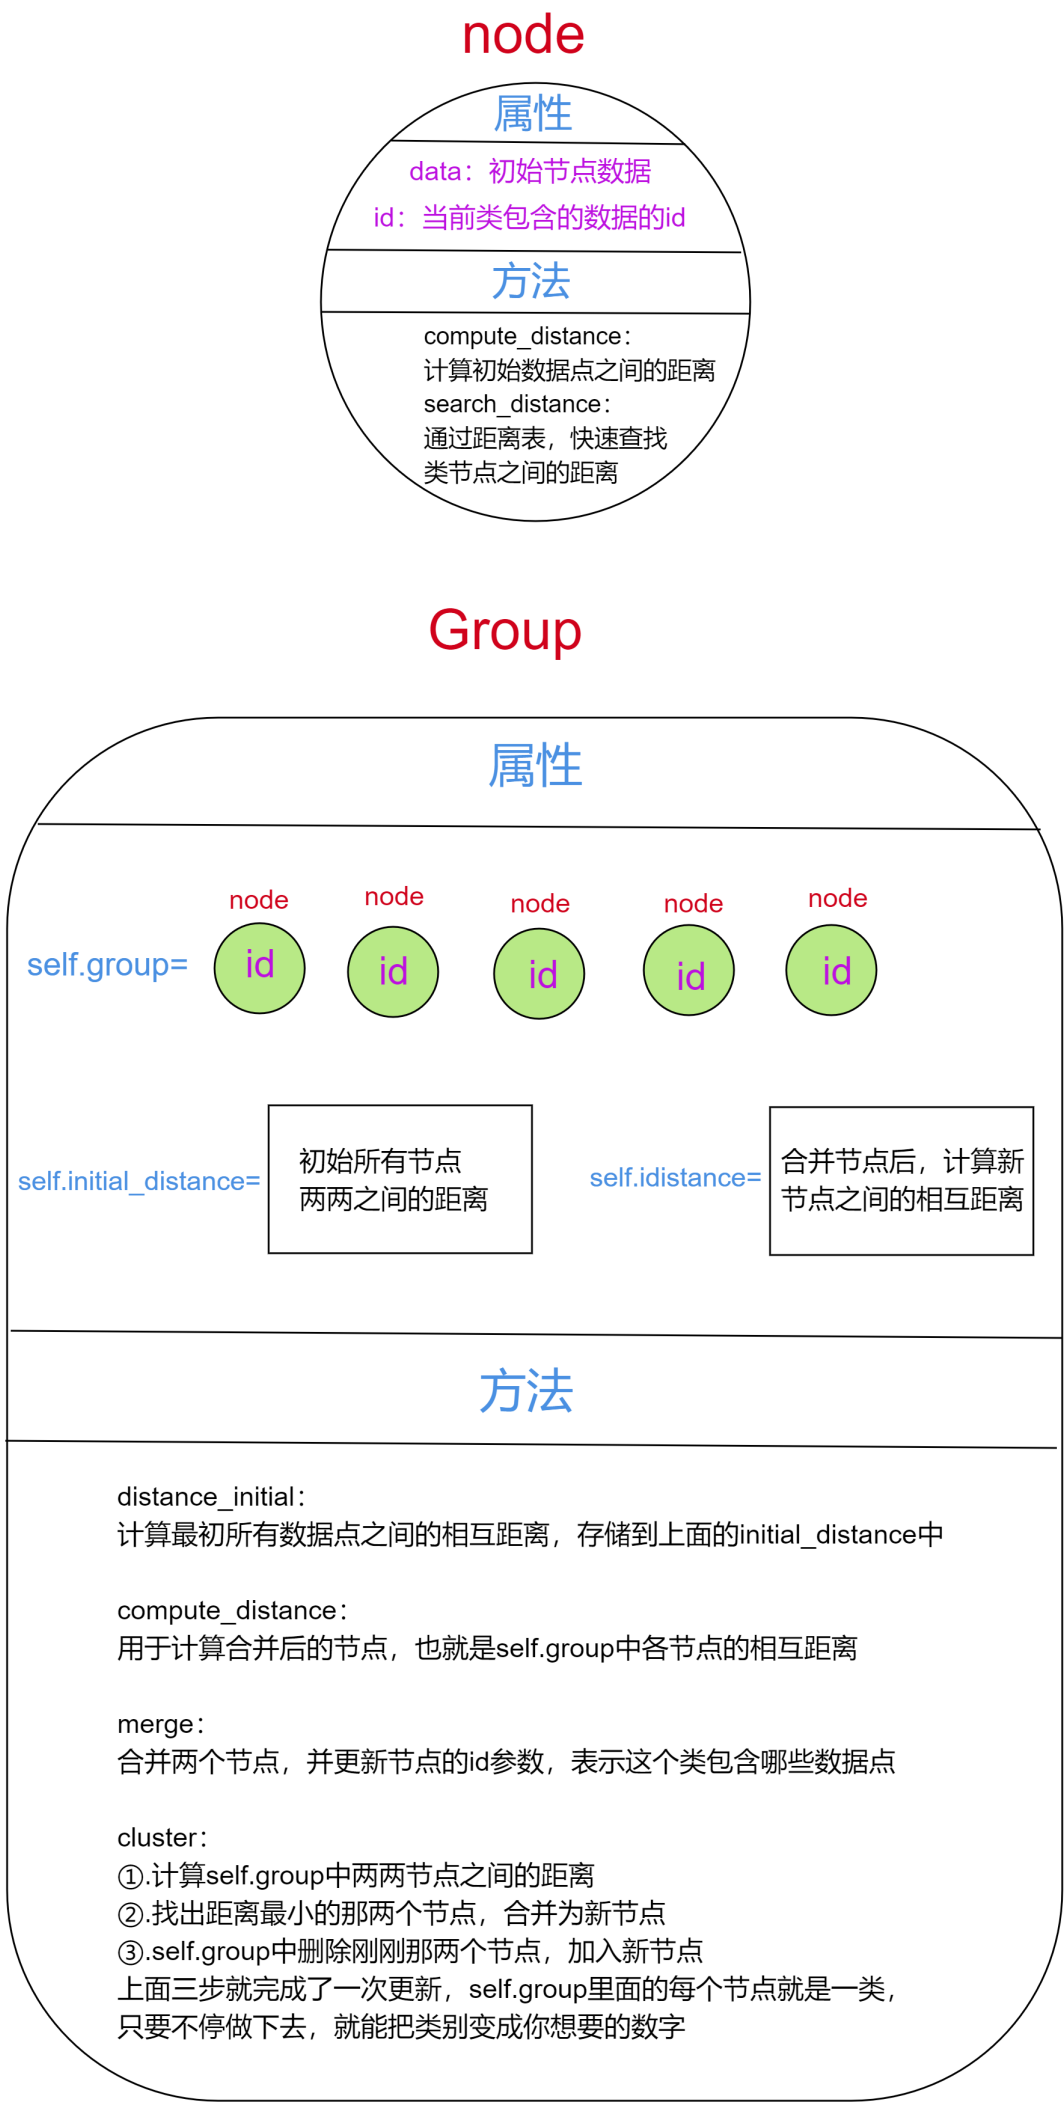 node
属性
data：初始节点数据
id：当前类包含的数据的id
方法
compute_distance：
计算初始数据点之间的距离
search_distance：
通过距离表，快速查找
类节点之间的距离
Group
属性
node node node node node
self.group= id id id id id
self.initial_distance=
初始所有节点
两两之间的距离
self.idistance=
合并节点后，计算新
节点之间的相互距离
方法
distance_initial：
计算最初所有数据点之间的相互距离，存储到上面的initial_distance中
compute_distance：
用于计算合并后的节点，也就是self.group中各节点的相互距离
merge：
合并两个节点，并更新节点的id参数，表示这个类包含哪些数据点
cluster：
①.计算self.group中两两节点之间的距离
②.找出距离最小的那两个节点，合并为新节点
③.self.group中删除刚刚那两个节点，加入新节点
上面三步就完成了一次更新，self.group里面的每个节点就是一类，
只要不停做下去，就能把类别变成你想要的数字